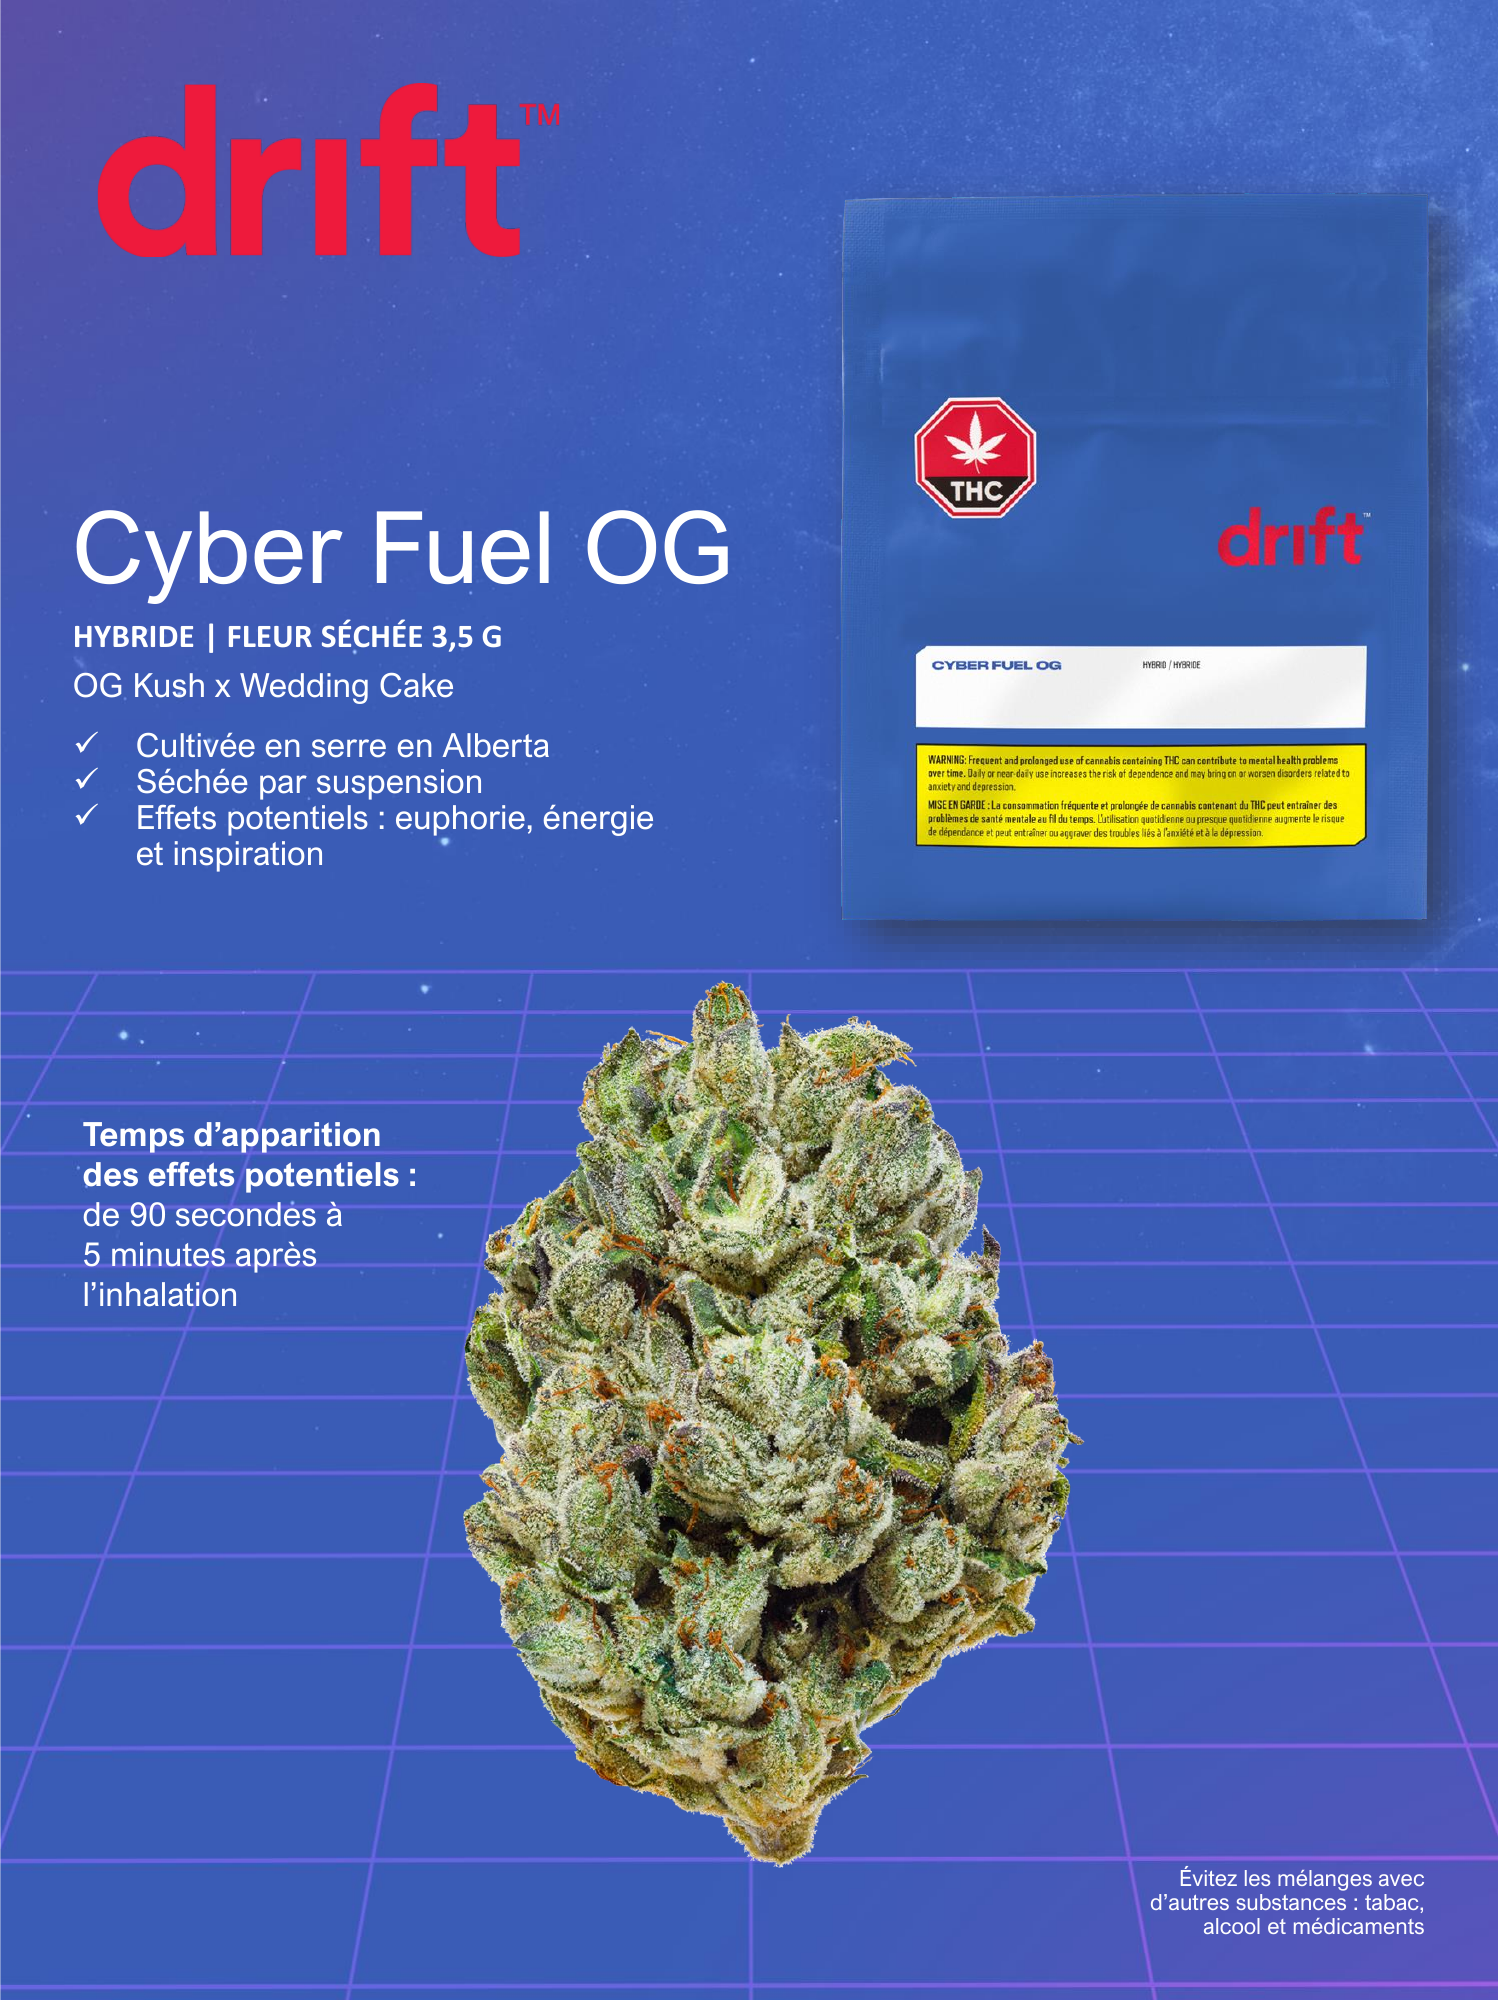 drift™
Cyber Fuel OG
HYBRIDE | FLEUR SÉCHÉE 3,5 G
OG Kush x Wedding Cake
✓ Cultivée en serre en Alberta
✓ Séchée par suspension
✓ Effets potentiels : euphorie, énergie
et inspiration
THC
drift™
CYBER FUEL OG HYBRID / HYBRIDE
WARNING: Frequent and prolonged use of cannabis containing THC can contribute to mental health problems
over time. Daily or near-daily use increases the risk of dependence and may bring on or worsen disorders related to
anxiety and depression.
MISE EN GARDE : La consommation fréquente et prolongée de cannabis contenant du THC peut entraîner des
problèmes de santé mentale au fil du temps. L'utilisation quotidienne ou presque quotidienne augmente le risque
de dépendance et peut entraîner ou aggraver des troubles liés à l'anxiété et à la dépression.
Temps d'apparition
des effets potentiels :
de 90 secondes à
5 minutes après
l'inhalation
Évitez les mélanges avec
d'autres substances : tabac,
alcool et médicaments